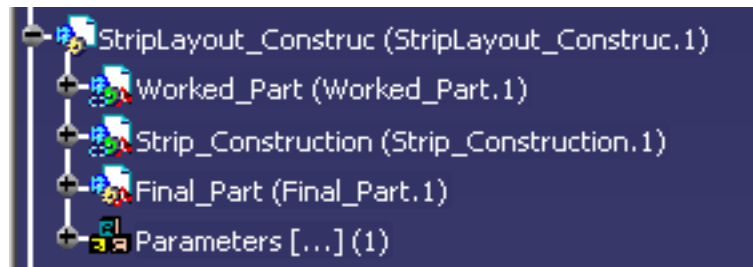 StripLayout_Construc (StripLayout_Construc.1)
Worked_Part (Worked_Part.1)
Strip_Construction (Strip_Construction.1)
Final_Part (Final_Part.1)
Parameters [...] (1)